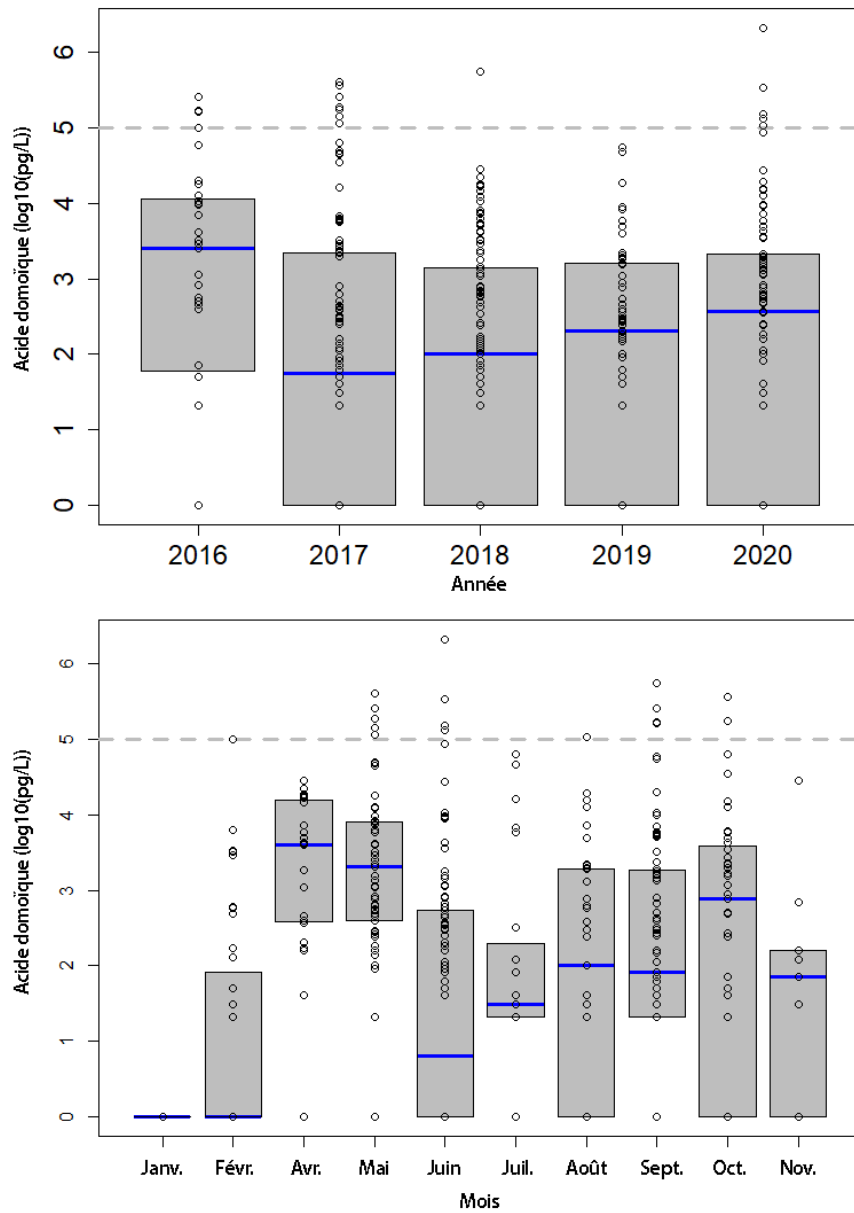 Acide domoïque (log10(pg/L))
6
5
4
3
2
1
0
2016 2017 2018 2019 2020
Année
Acide domoïque (log10(pg/L))
6
5
4
3
2
1
0
Janv. Févr. Avr. Mai Juin Juil. Août Sept. Oct. Nov.
Mois